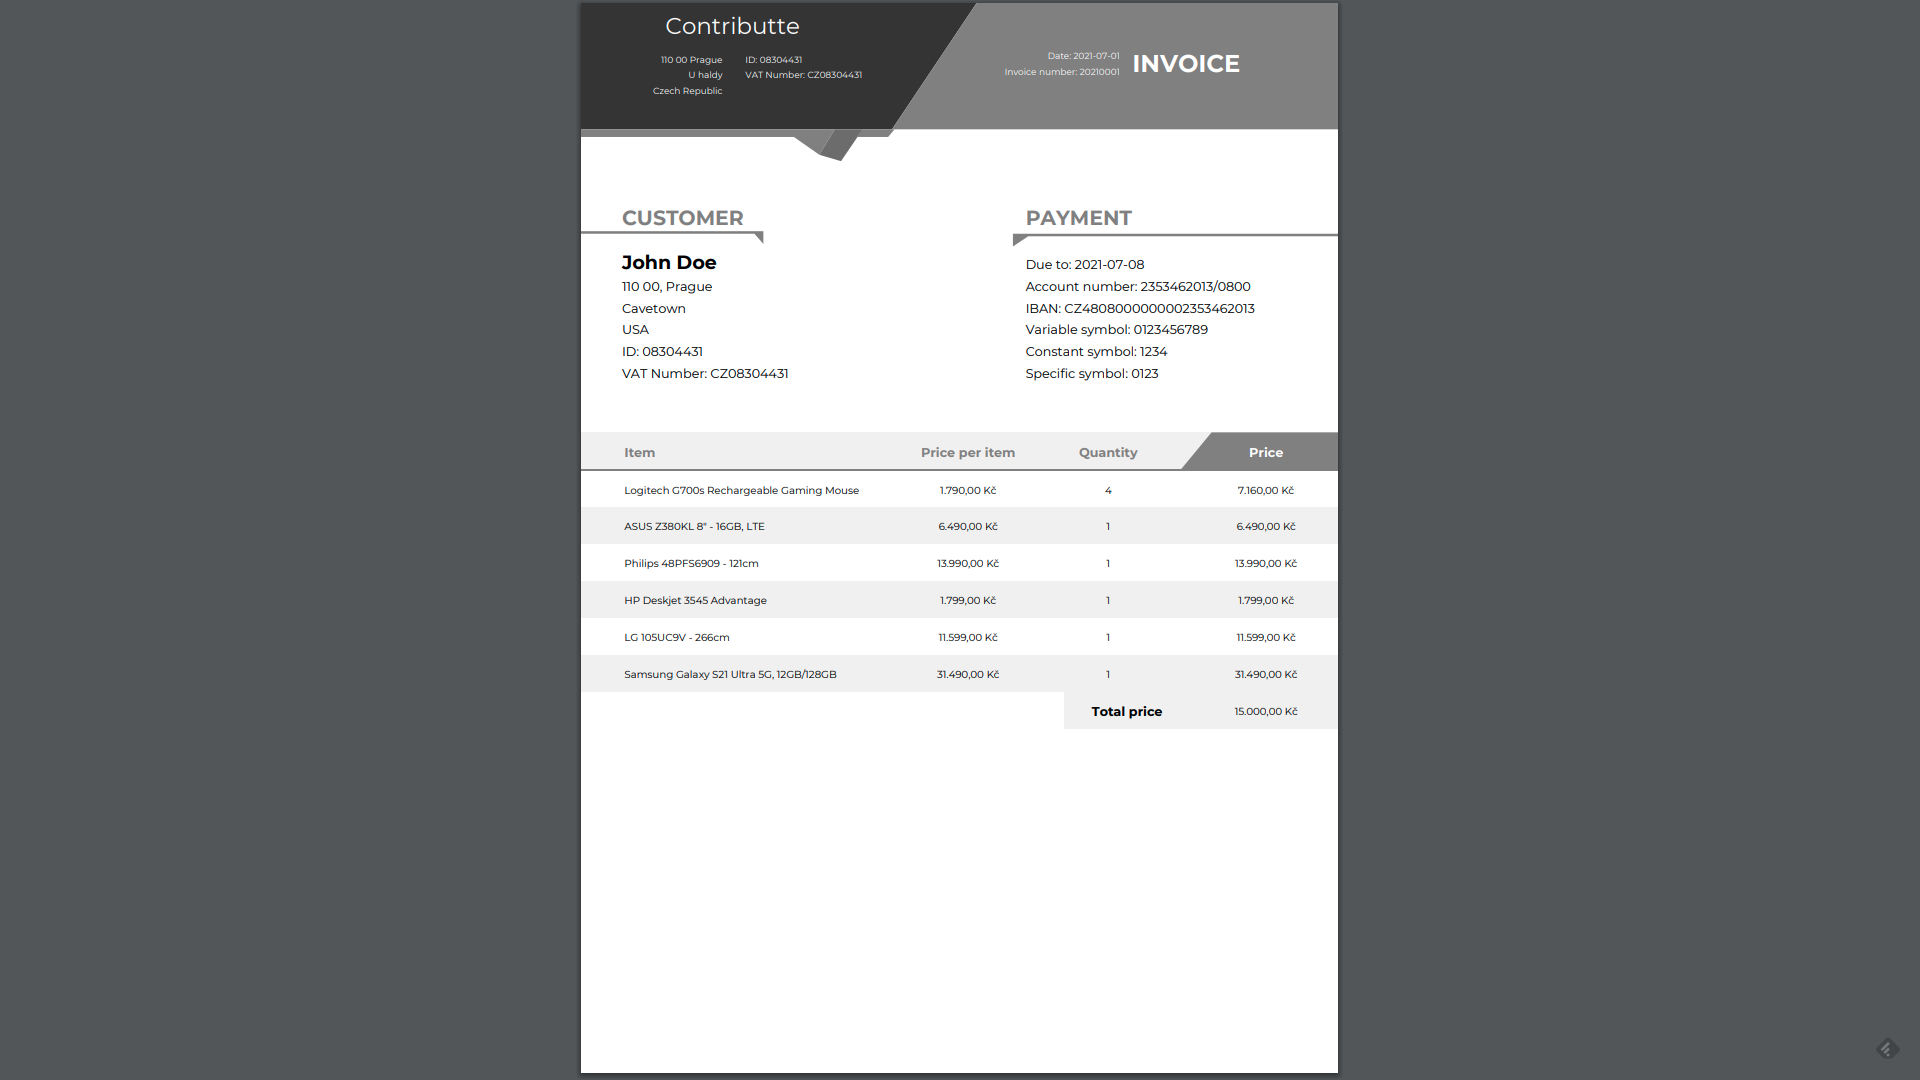 Contributte
110 00 Prague ID: 08304431
U haldy VAT Number: CZ08304431
Czech Republic
Date: 2021-07-01
Invoice number: 20210001
INVOICE
CUSTOMER
John Doe
110 00, Prague
Cavetown
USA
ID: 08304431
VAT Number: CZ08304431
PAYMENT
Due to: 2021-07-08
Account number: 2353462013/0800
IBAN: CZ4808000000002353462013
Variable symbol: 0123456789
Constant symbol: 1234
Specific symbol: 0123
Item Price per item Quantity Price
Logitech G700s Rechargeable Gaming Mouse 1.790,00 Kč 4 7.160,00 Kč
ASUS Z380KL 8" - 16GB, LTE 6.490,00 Kč 1 6.490,00 Kč
Philips 48PFS6909 - 121cm 13.990,00 Kč 1 13.990,00 Kč
HP Deskjet 3545 Advantage 1.799,00 Kč 1 1.799,00 Kč
LG 105UC9V - 266cm 11.599,00 Kč 1 11.599,00 Kč
Samsung Galaxy S21 Ultra 5G, 12GB/128GB 31.490,00 Kč 1 31.490,00 Kč
Total price 15.000,00 Kč